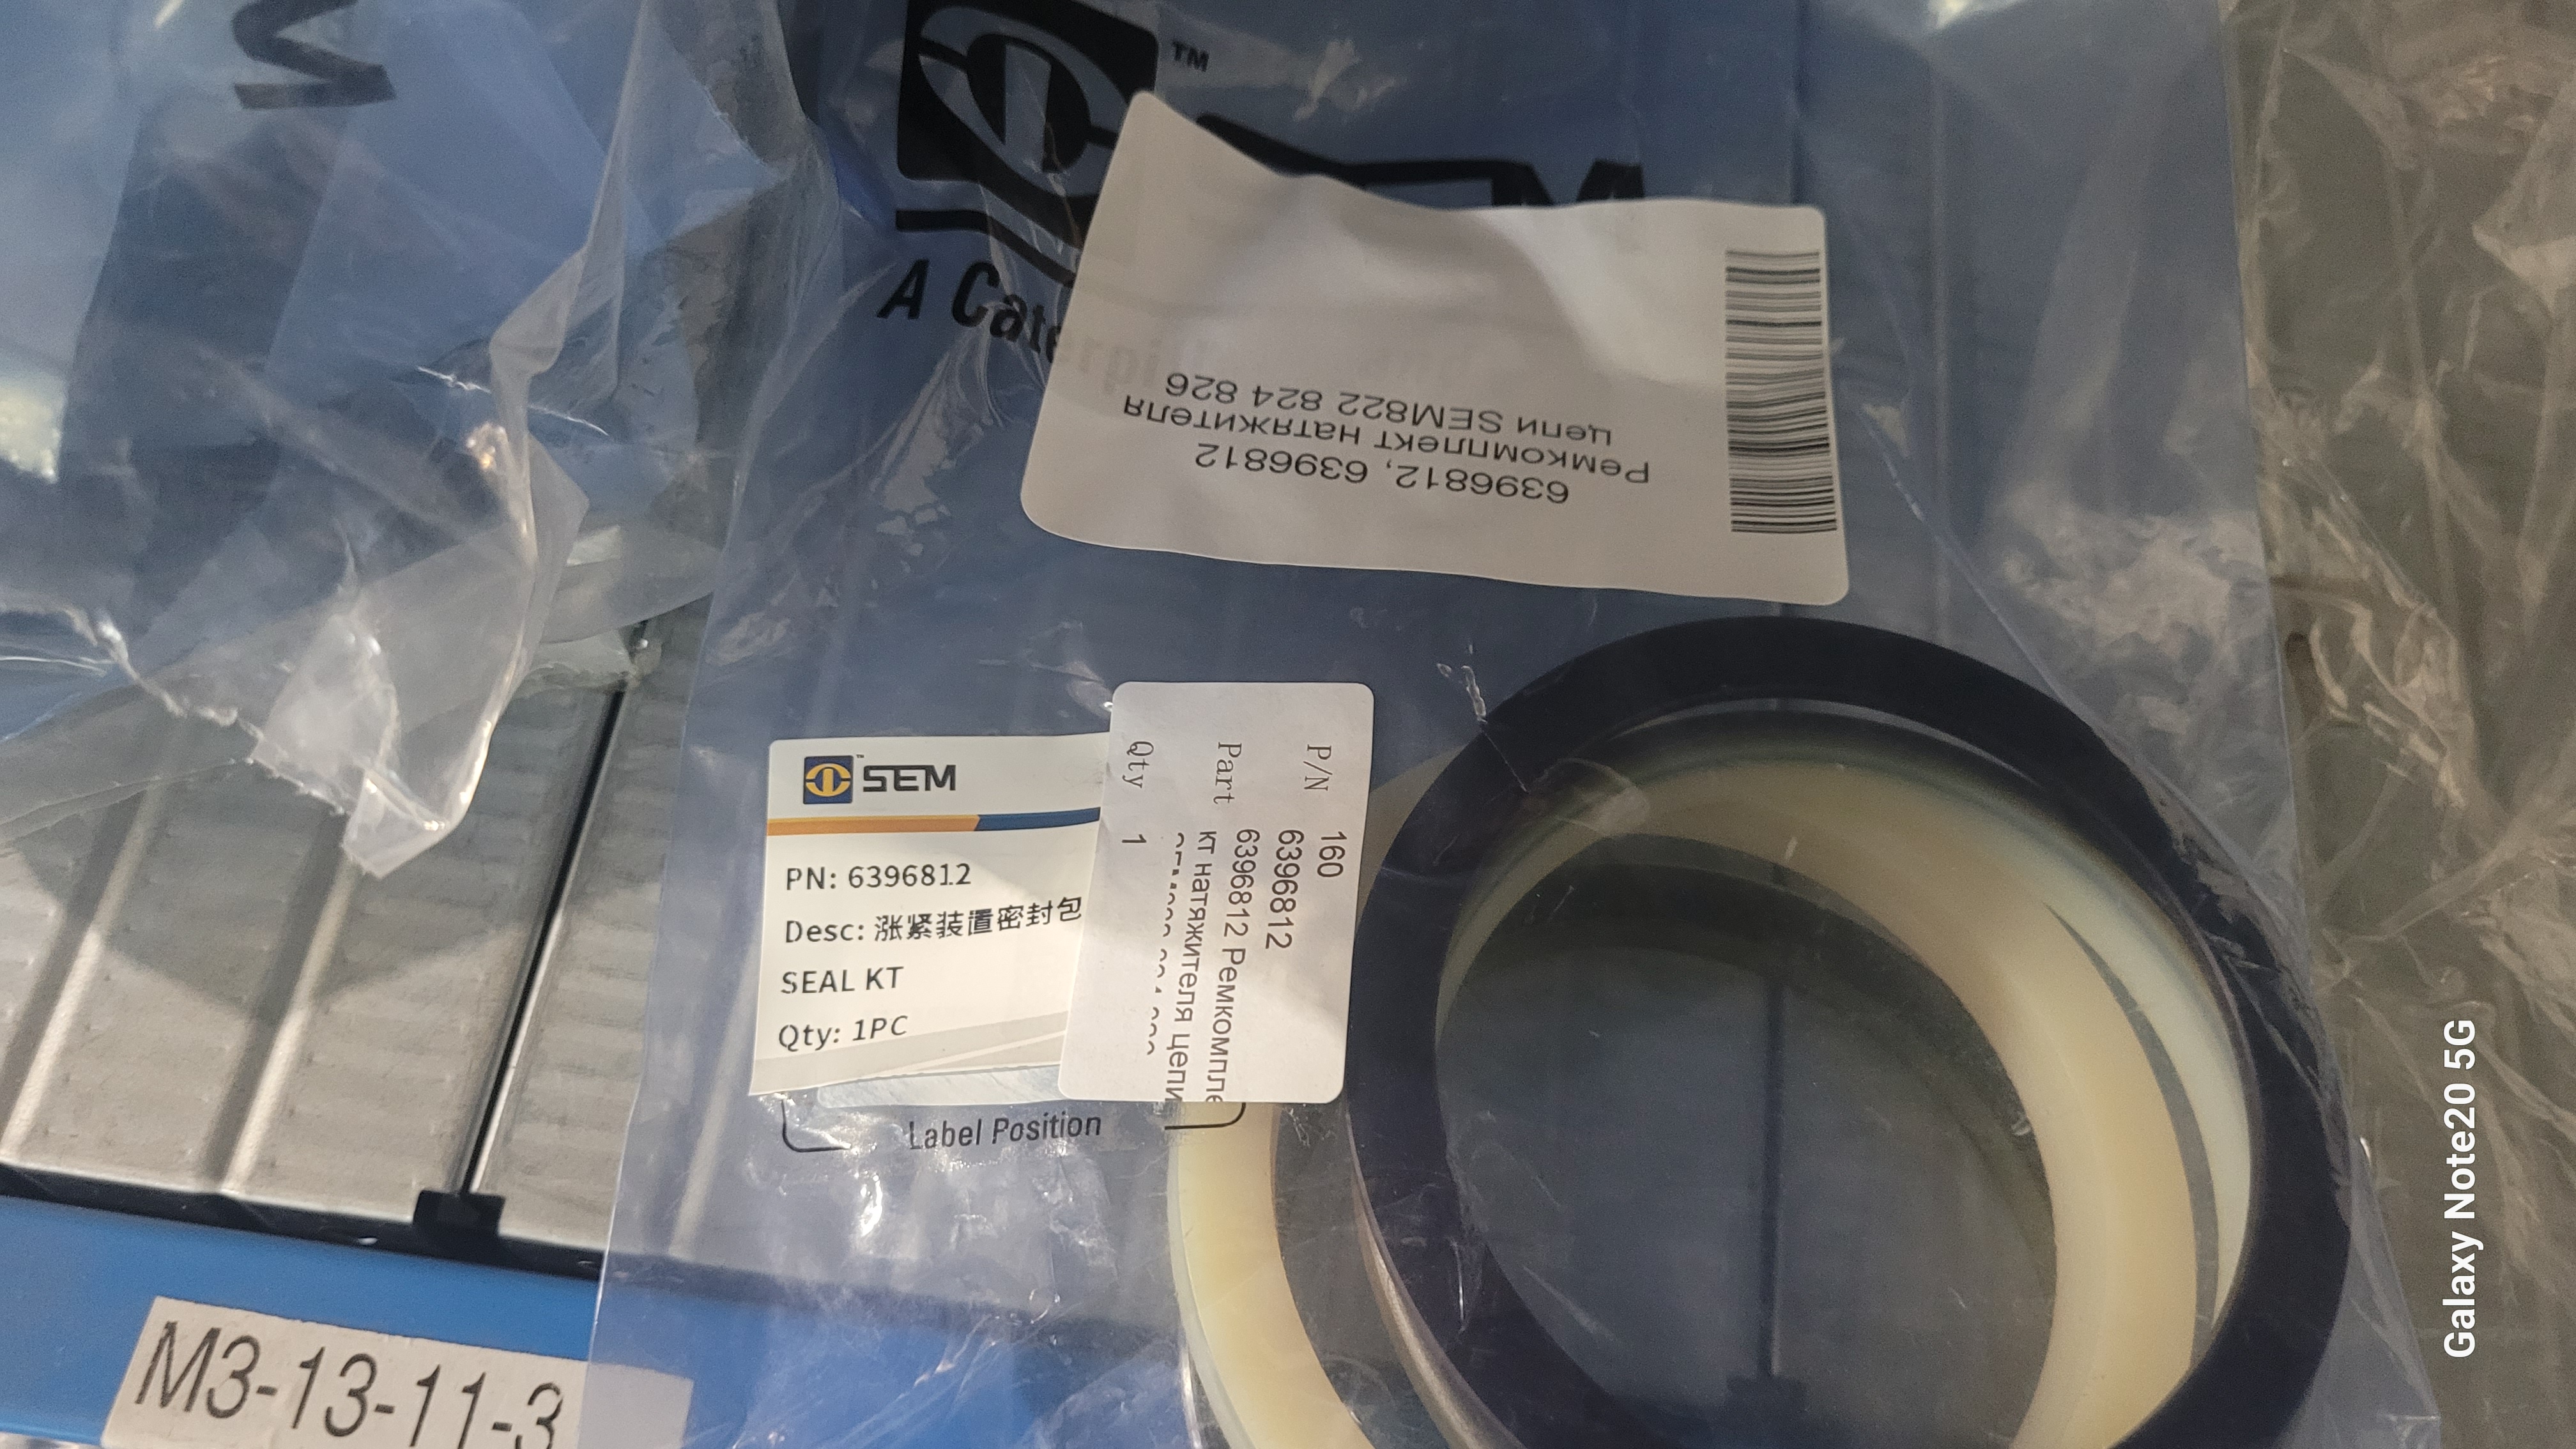 TM
A Cate
6396812, 6396812
Ремкомплект натяжителя
цепи SEM822 824 826
SEM
PN: 6396812
Desc: 涨紧装置密封包
SEAL KT
Qty: 1PC
P/N 160
6396812
Part 6396812 Ремкомпле
кт натяжителя цепи
Qty 1
Label Position
M3-13-11-3
Galaxy Note20 5G